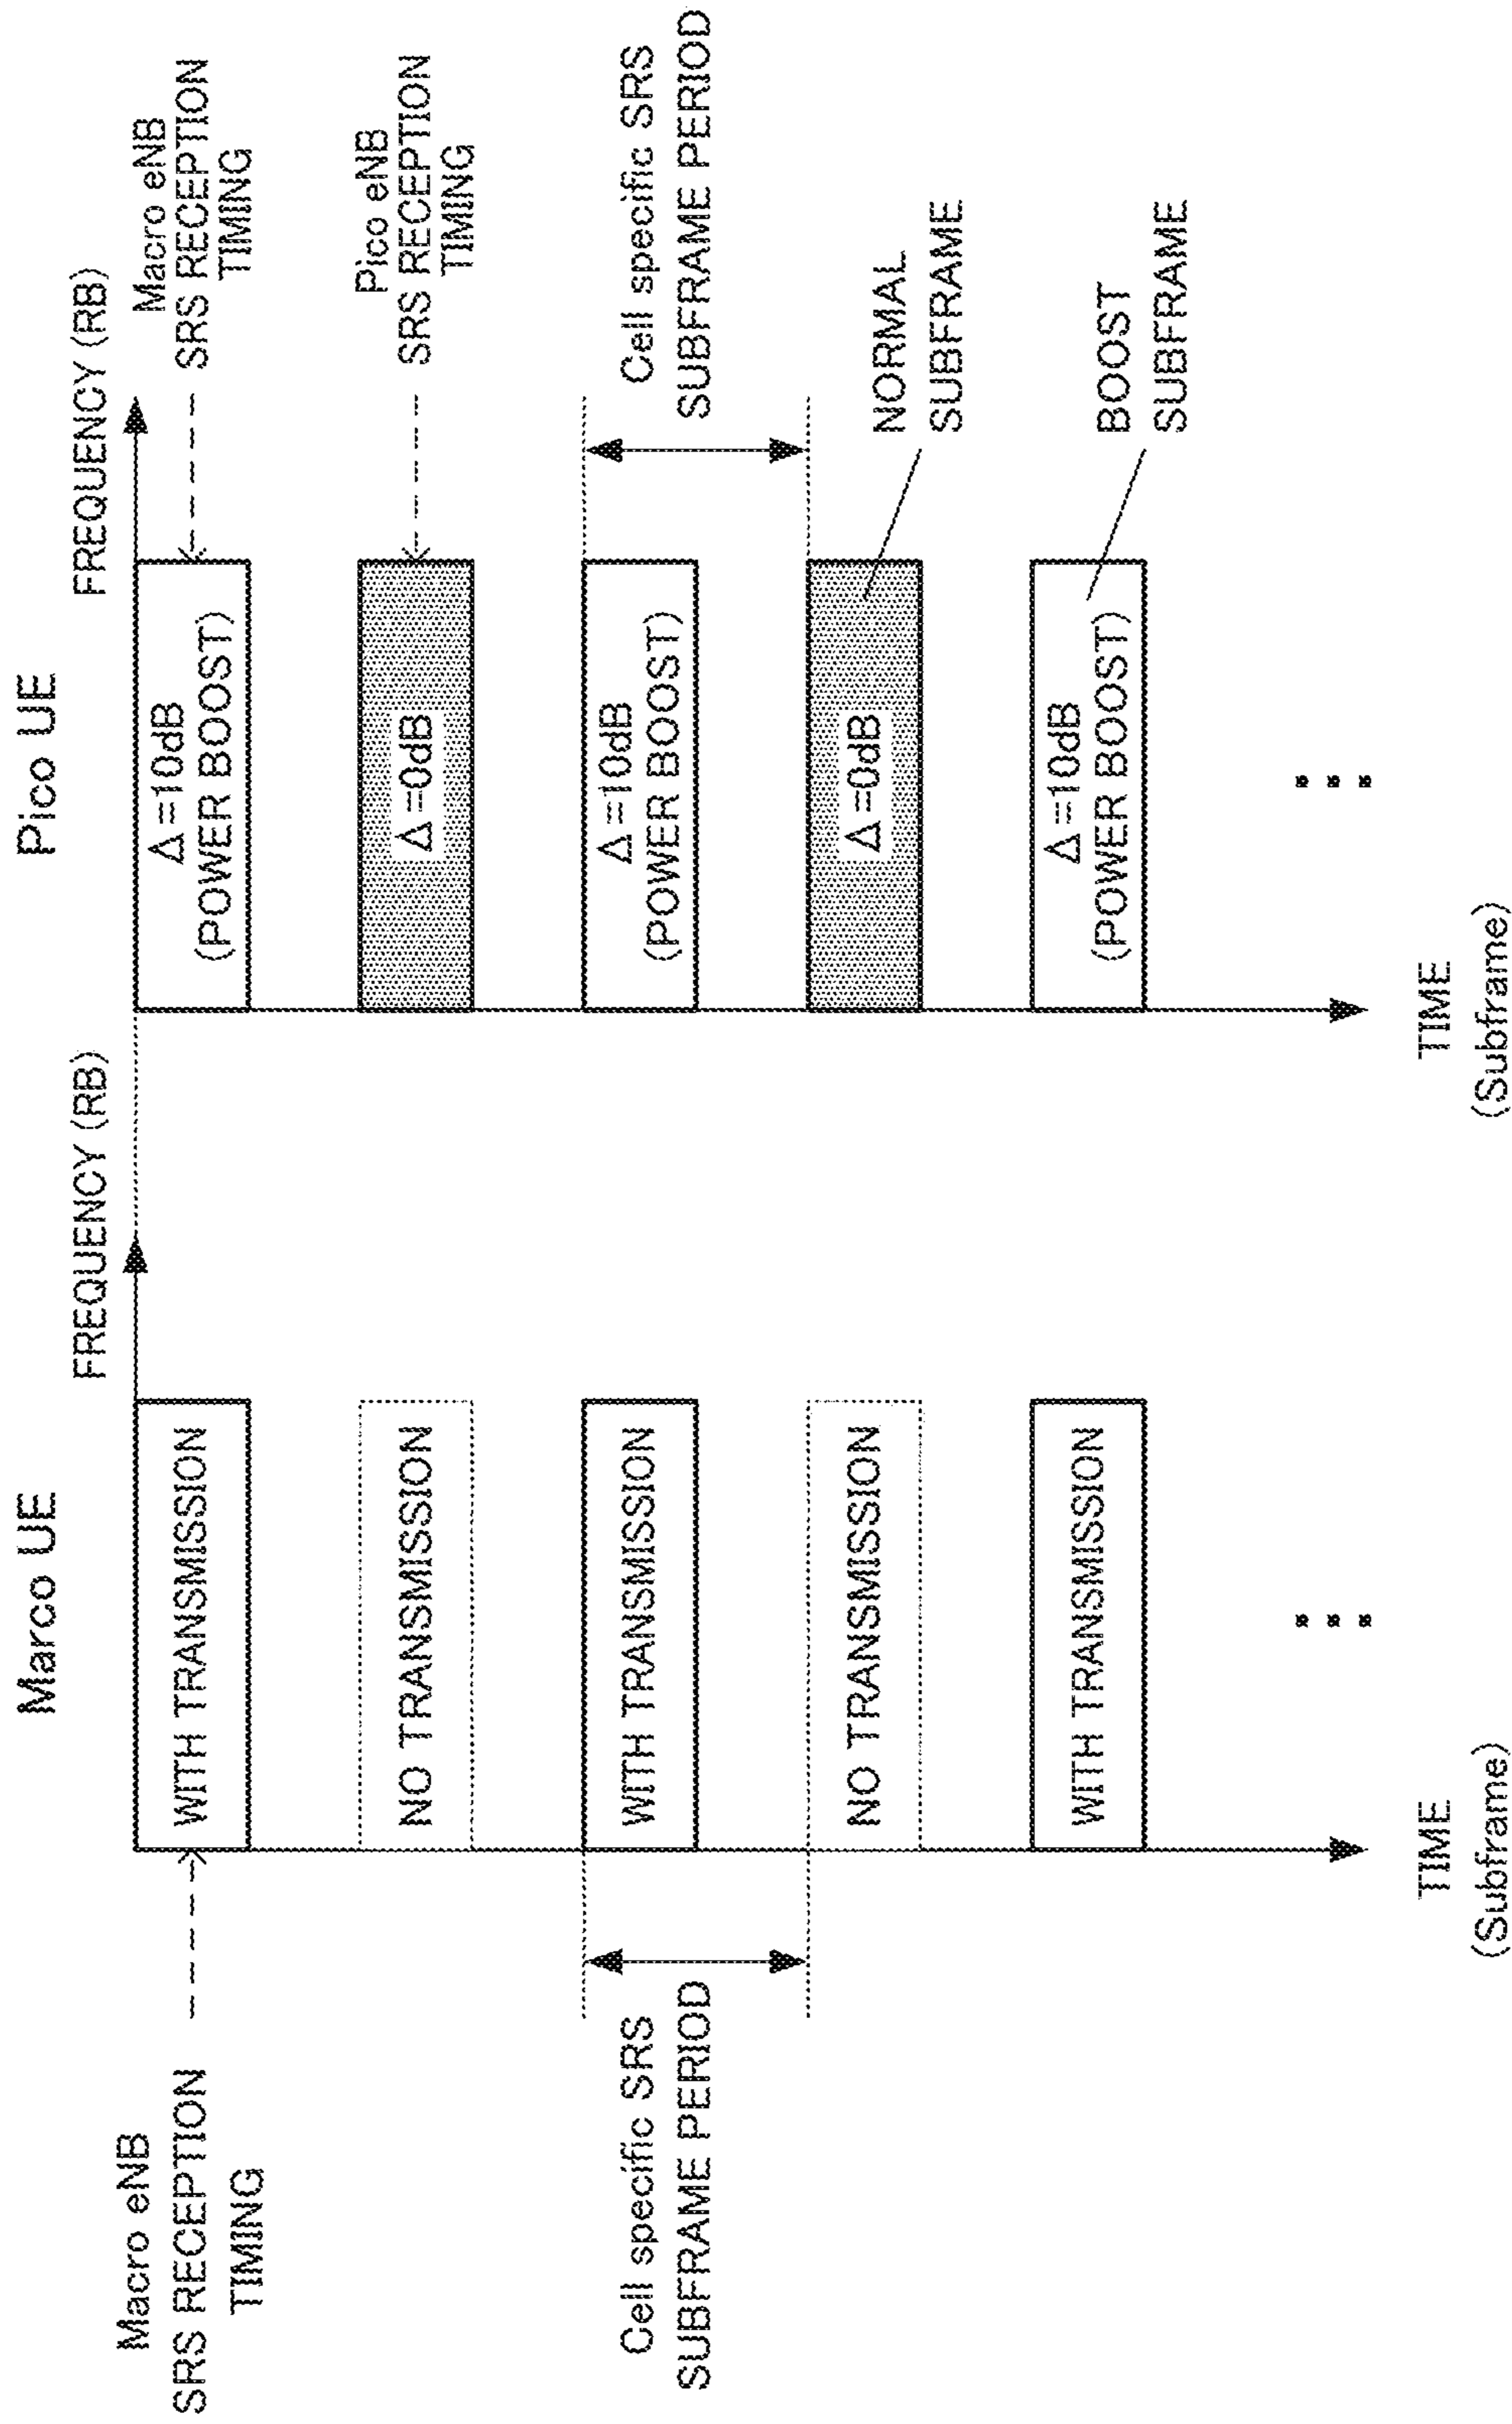 Marco UE
Macro eNB
SRS RECEPTION
TIMING
FREQUENCY (RB)
WITH TRANSMISSION
NO TRANSMISSION
Cell specific SRS
SUBFRAME PERIOD
WITH TRANSMISSION
NO TRANSMISSION
WITH TRANSMISSION
TIME
(Subframe)
Pico UE
FREQUENCY (RB)
Δ=10dB
(POWER BOOST)
Macro eNB
SRS RECEPTION
TIMING
Δ=0dB
Pico eNB
SRS RECEPTION
TIMING
Δ=10dB
(POWER BOOST)
Cell specific SRS
SUBFRAME PERIOD
Δ=0dB
NORMAL
SUBFRAME
Δ=10dB
(POWER BOOST)
BOOST
SUBFRAME
TIME
(Subframe)